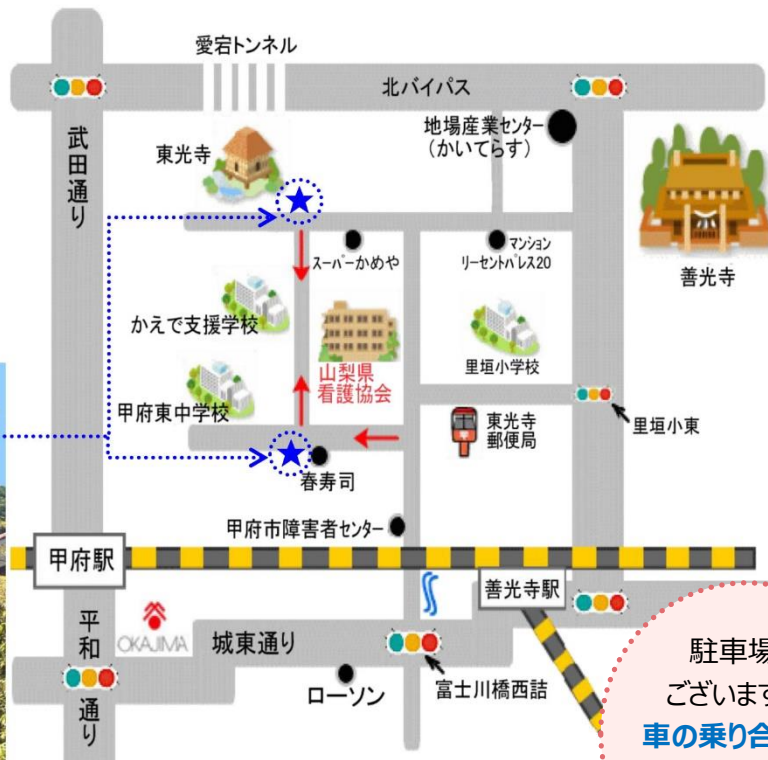 愛宕トンネル
北バイパス
武田通り
東光寺
地場産業センター
(かいてらす)
スーパーかめや
マンション
リーセントパレス20
善光寺
かえで支援学校
山梨県
看護協会
里垣小学校
甲府東中学校
東光寺
郵便局
里垣小東
春寿司
甲府市障害者センター
甲府駅
善光寺駅
平和通り
OKAJIMA
城東通り
ローソン
富士川橋西詰
駐車場
ございます
車の乗り合